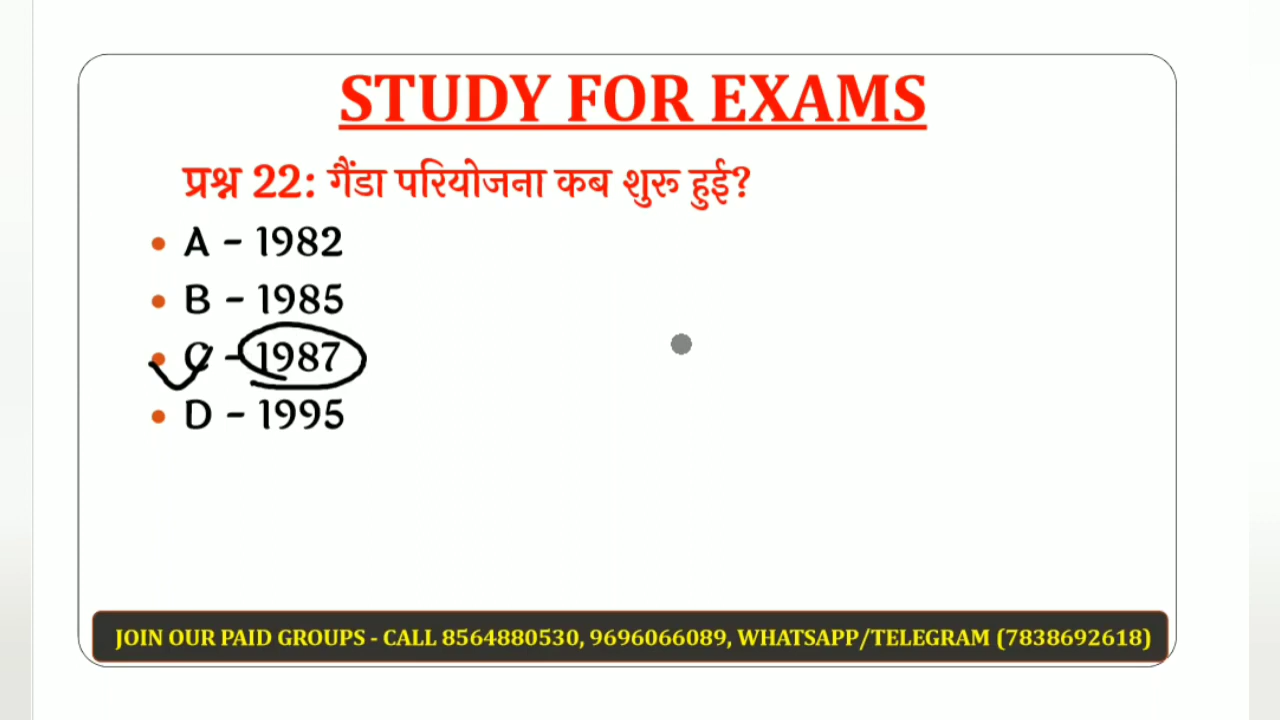 STUDY FOR EXAMS
प्रश्न 22: गैंडा परियोजना कब शुरू हुई?
• A - 1982
• B - 1985
• C - 1987
• D - 1995
JOIN OUR PAID GROUPS - CALL 8564880530, 9696066089, WHATSAPP/TELEGRAM (7838692618)